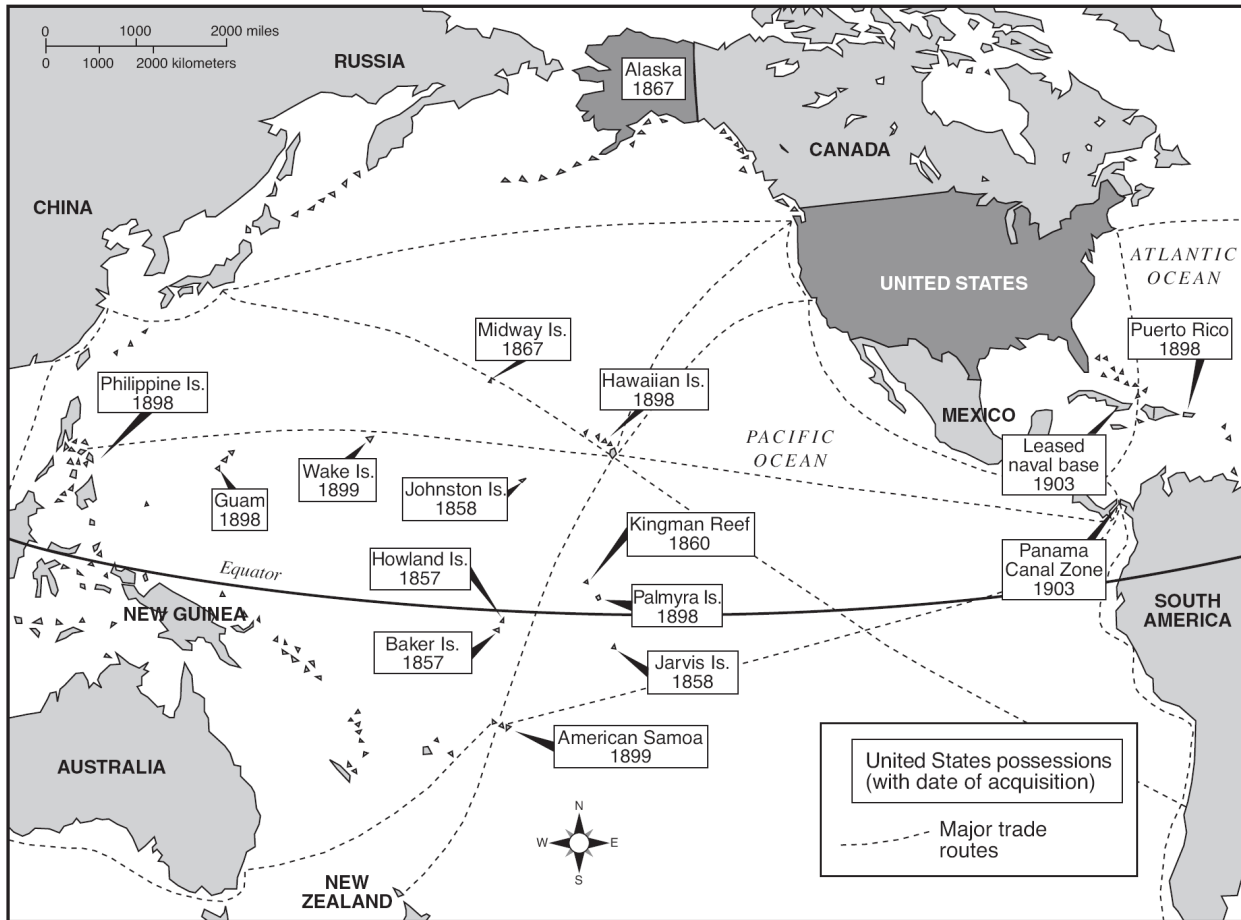 0 1000 2000 miles
0 1000 2000 kilometers
RUSSIA
Alaska
1867
CANADA
CHINA
UNITED STATES
ATLANTIC
OCEAN
Midway Is.
1867
Puerto Rico
1898
Philippine Is.
1898
Hawaiian Is.
1898
MEXICO
PACIFIC
OCEAN
Leased
naval base
1903
Wake Is.
1899
Johnston Is.
1858
Guam
1898
Kingman Reef
1860
Howland Is.
1857
Panama
Canal Zone
1903
Equator
Palmyra Is.
1898
NEW GUINEA
SOUTH
AMERICA
Baker Is.
1857
Jarvis Is.
1858
American Samoa
1899
AUSTRALIA
United States possessions
(with date of acquisition)
Major trade
routes
N
W E
S
NEW
ZEALAND